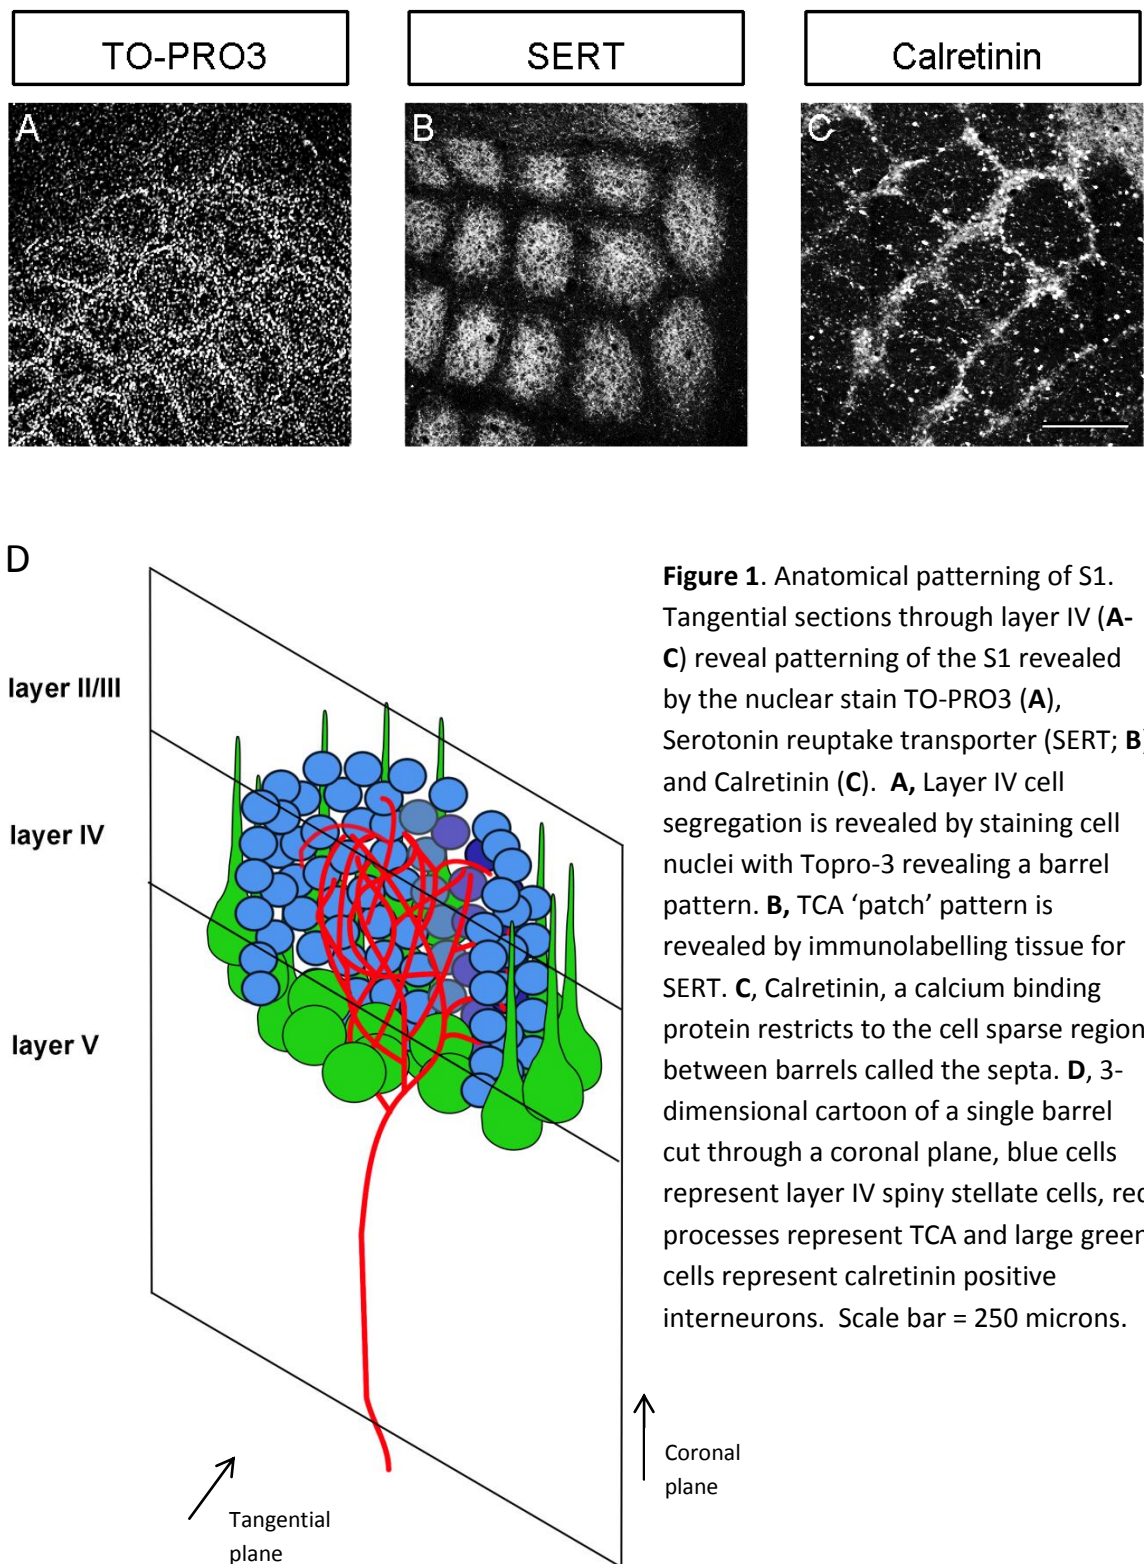 TO-PRO3
SERT
Calretinin
A
B
C
D
layer II/III
layer IV
layer V
Figure 1. Anatomical patterning of S1.
Tangential sections through layer IV (A-
C) reveal patterning of the S1 revealed
by the nuclear stain TO-PRO3 (A),
Serotonin reuptake transporter (SERT; B)
and Calretinin (C). A, Layer IV cell
segregation is revealed by staining cell
nuclei with Topro-3 revealing a barrel
pattern. B, TCA ‘patch’ pattern is
revealed by immunolabelling tissue for
SERT. C, Calretinin, a calcium binding
protein restricts to the cell sparse region
between barrels called the septa. D, 3-
dimensional cartoon of a single barrel
cut through a coronal plane, blue cells
represent layer IV spiny stellate cells, red
processes represent TCA and large green
cells represent calretinin positive
interneurons. Scale bar = 250 microns.
Coronal
plane
Tangential
plane